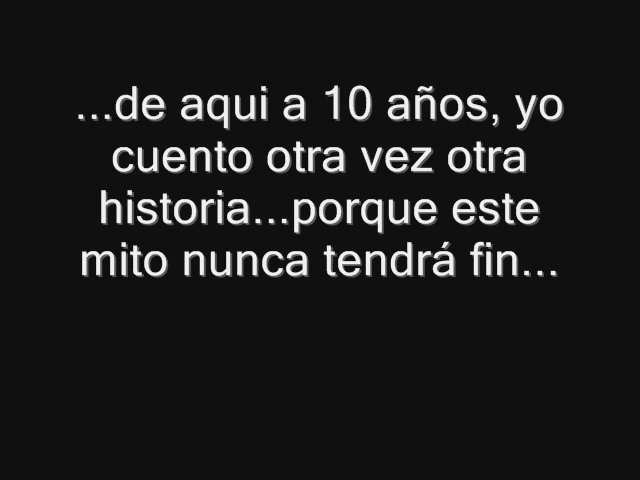 ...de aqui a 10 años, yo
cuento otra vez otra
historia...porque este
mito nunca tendrá fin...